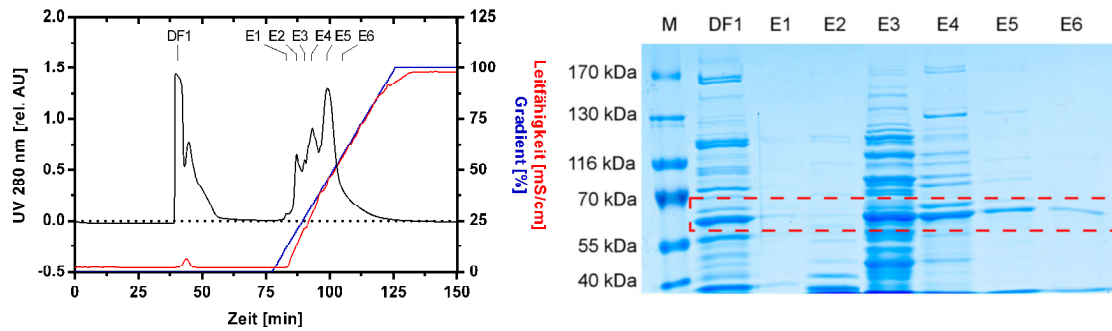 DF1
E1 E2 E3 E4 E5 E6
1.5
1.0
0.5
0.0
-0.5
UV 280 nm [rel. AU]
125
100
75
50
25
0
Gradient [%]
Leitfähigkeit [mS/cm]
0 25 50 75 100 125 150
Zeit [min]
M DF1 E1 E2 E3 E4 E5 E6
170 kDa
130 kDa
116 kDa
70 kDa
55 kDa
40 kDa